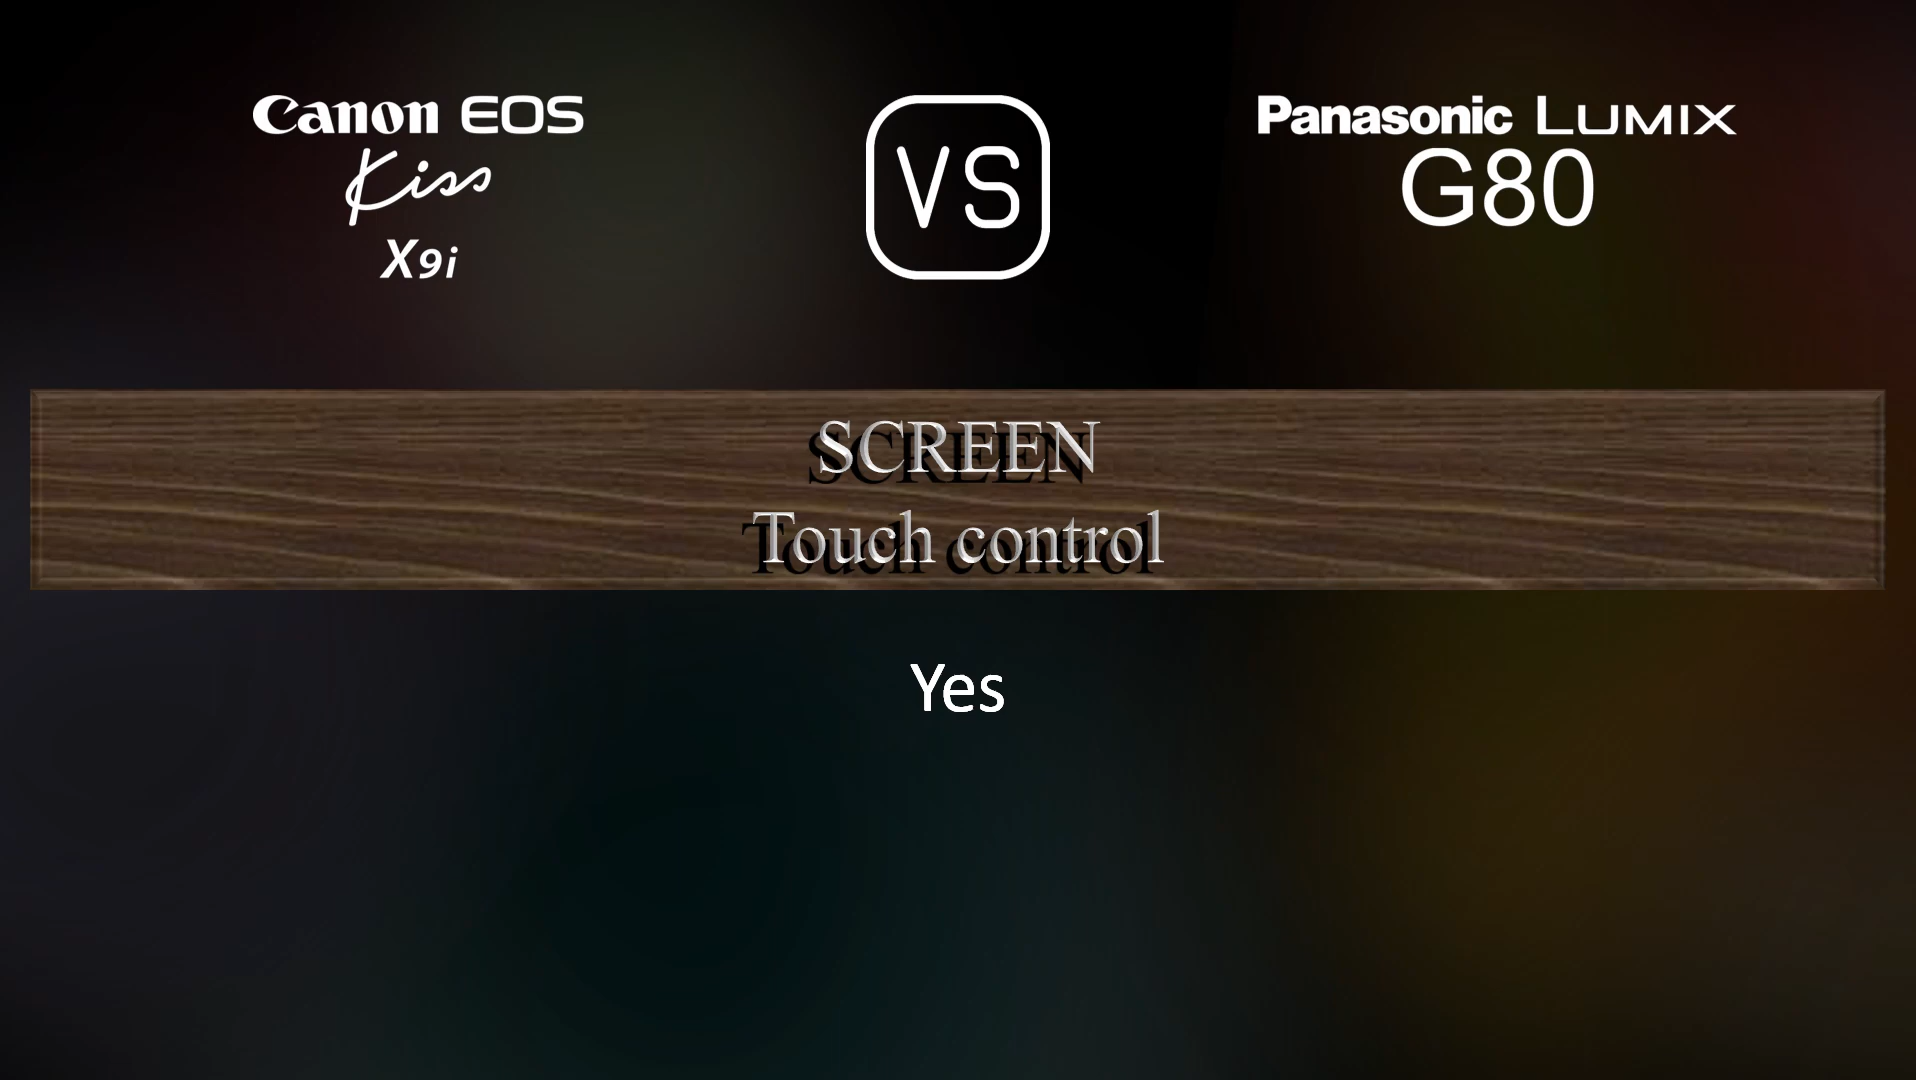 Canon EOS
Kiss
X9i
VS
Panasonic LUMIX
G80
SCREEN
Touch control
Yes